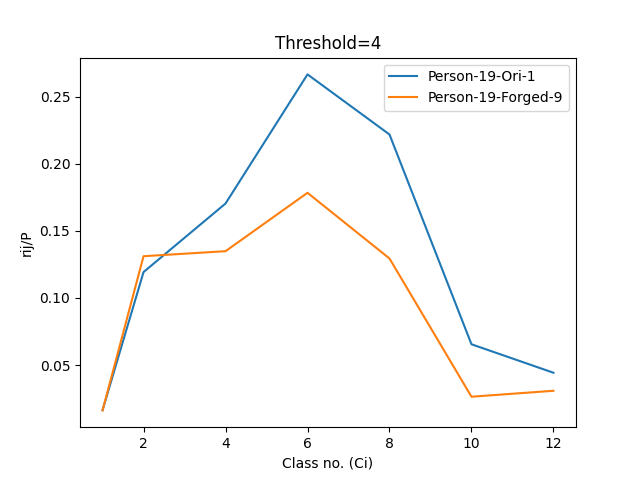 Threshold=4
Person-19-Ori-1
Person-19-Forged-9
0.25
0.20
0.15
0.10
0.05
rij/P
2 4 6 8 10 12
Class no. (Ci)